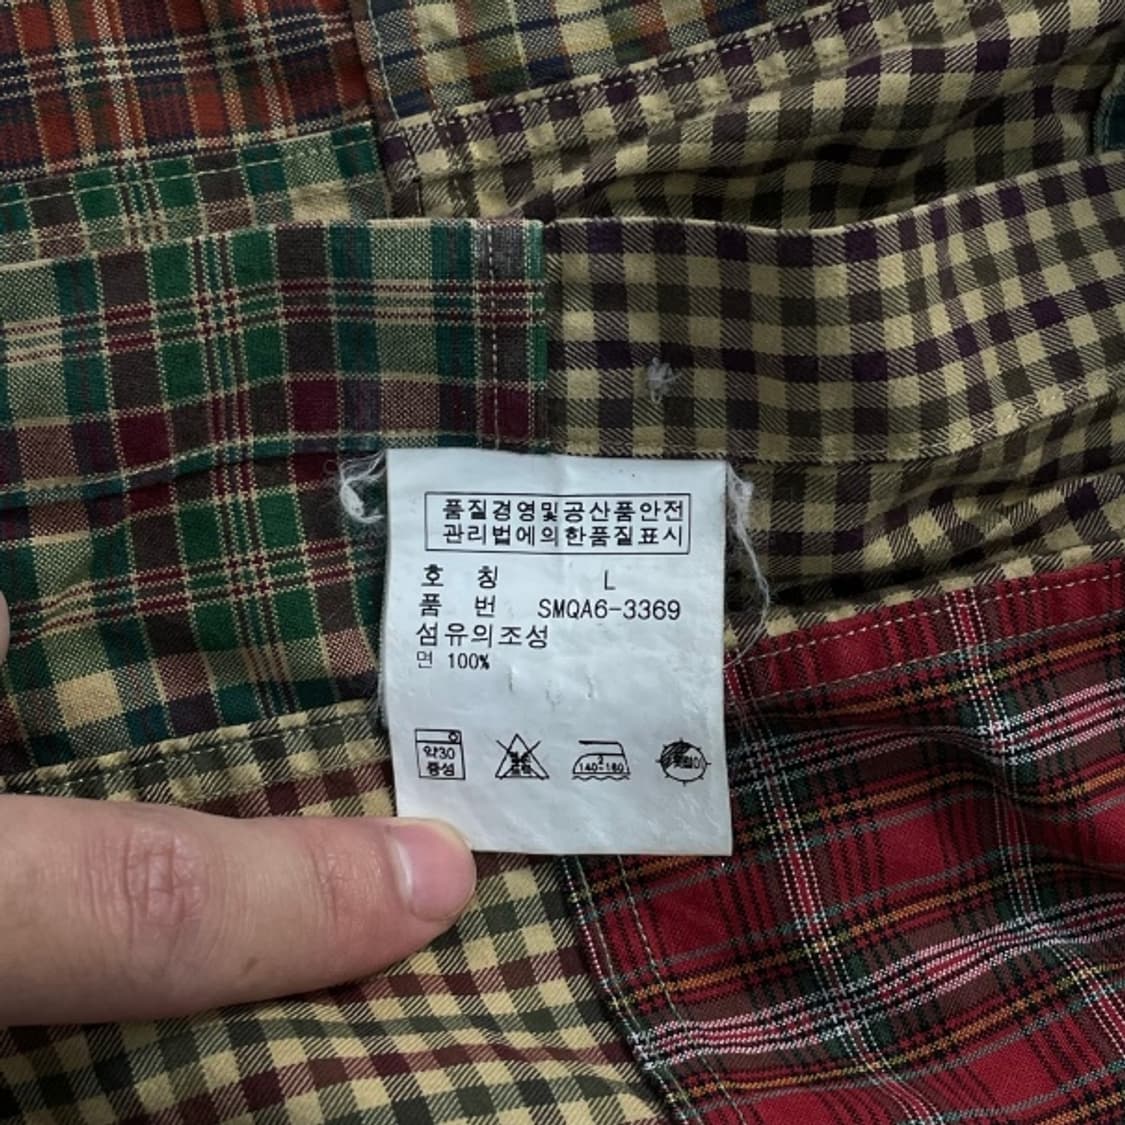 품질경영및공산품안전
관리법에의한품질표시
호 칭 L
품 번 SMQA6-3369
섬유의조성
면 100%
약30
중성
2
140-160